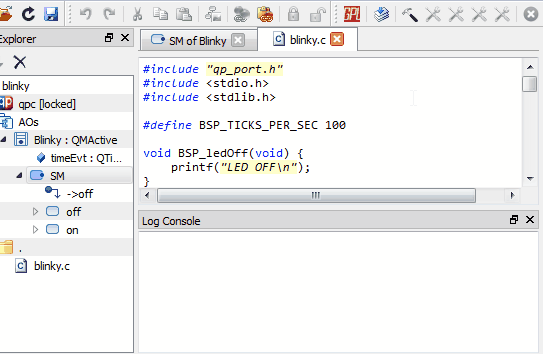 GPL
Explorer
SM of Blinky
blinky.c
blinky
qpc [locked]
AOs
Blinky : QMActive
timeEvt : QTi...
SM
->off
off
on
.
blinky.c
#include "qp_port.h"
#include <stdio.h>
#include <stdlib.h>
#define BSP_TICKS_PER_SEC 100
void BSP_ledOff(void) {
printf("LED OFF\n");
}
Log Console